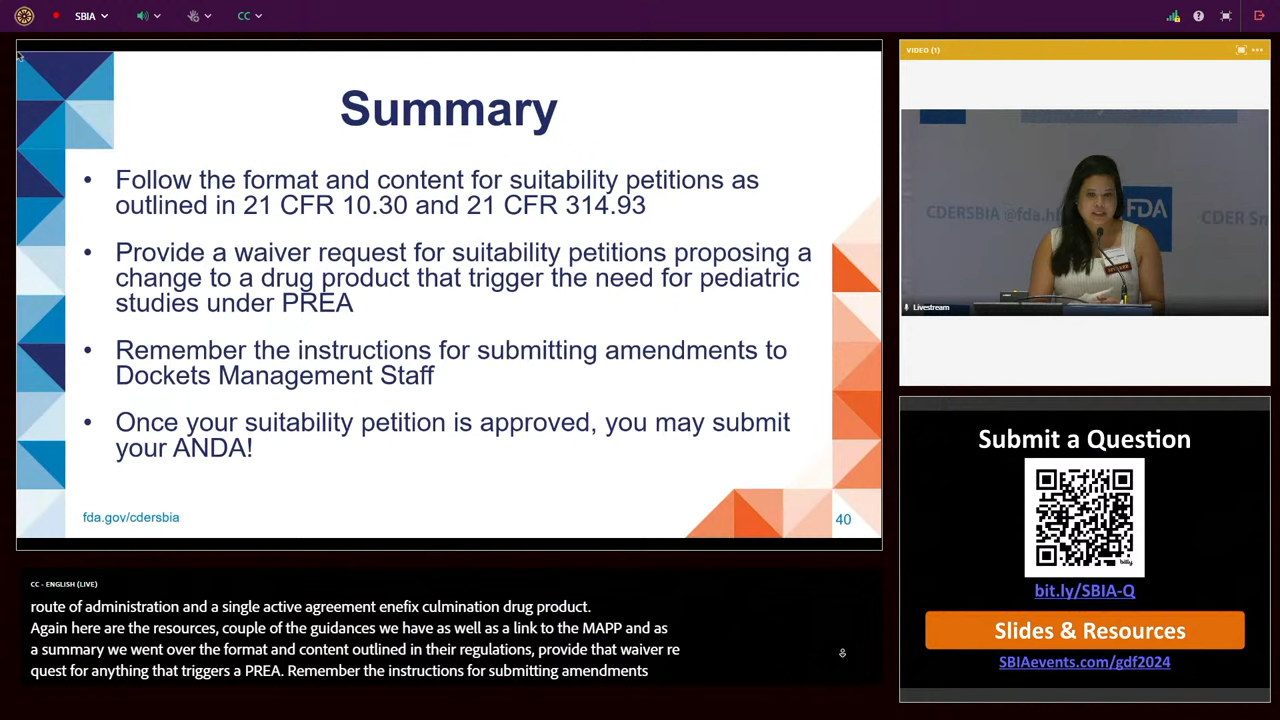 SBIA
CC
Summary
• Follow the format and content for suitability petitions as
outlined in 21 CFR 10.30 and 21 CFR 314.93
• Provide a waiver request for suitability petitions proposing a
change to a drug product that trigger the need for pediatric
studies under PREA
• Remember the instructions for submitting amendments to
Dockets Management Staff
• Once your suitability petition is approved, you may submit
your ANDA!
fda.gov/cdersbia
40
CC - ENGLISH (LIVE)
route of administration and a single active agreement enefix culmination drug product.
Again here are the resources, couple of the guidances we have as well as a link to the MAPP and as
a summary we went over the format and content outlined in their regulations, provide that waiver re
quest for anything that triggers a PREA. Remember the instructions for submitting amendments
VIDEO (1)
CDERSBIA @fda.h
FDA
CDER Sm
Livestream
Submit a Question
bitly
bit.ly/SBIA-Q
Slides & Resources
SBIAevents.com/gdf2024